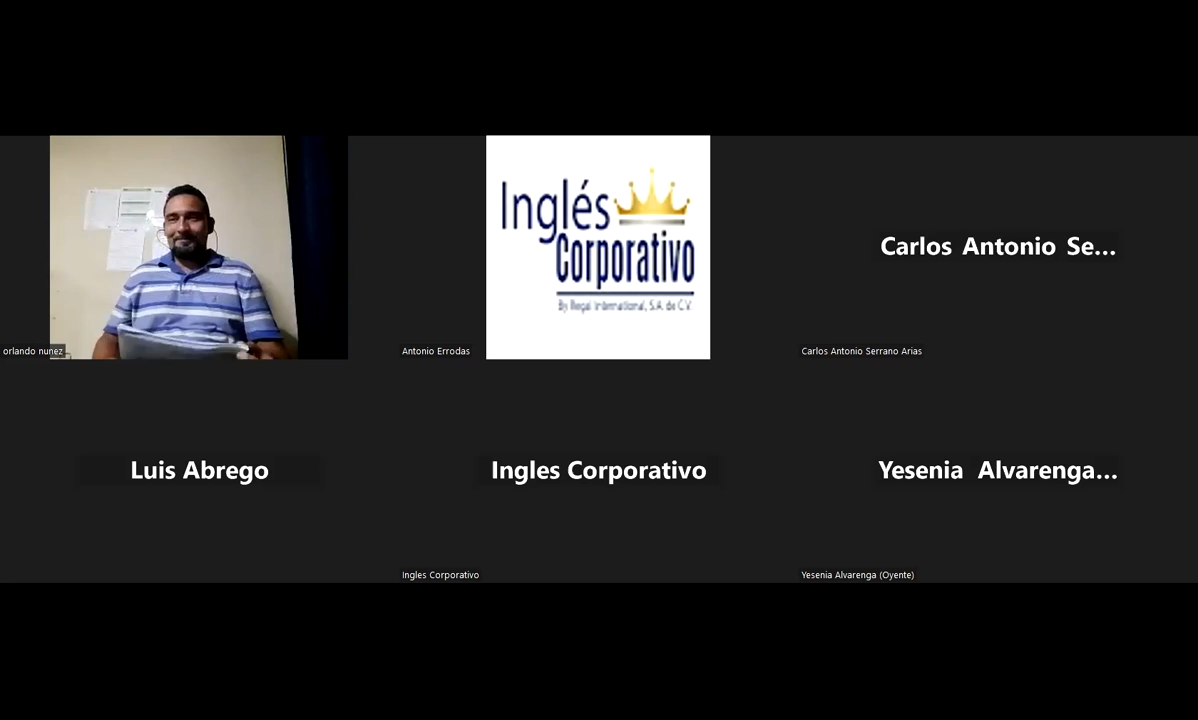 Inglés
Corporativo
By Regal International, S.A. de C.V.
Carlos Antonio Se...
orlando nunez
Antonio Errodas
Carlos Antonio Serrano Arias
Luis Abrego
Ingles Corporativo
Yesenia Alvarenga...
Ingles Corporativo
Yesenia Alvarenga (Oyente)